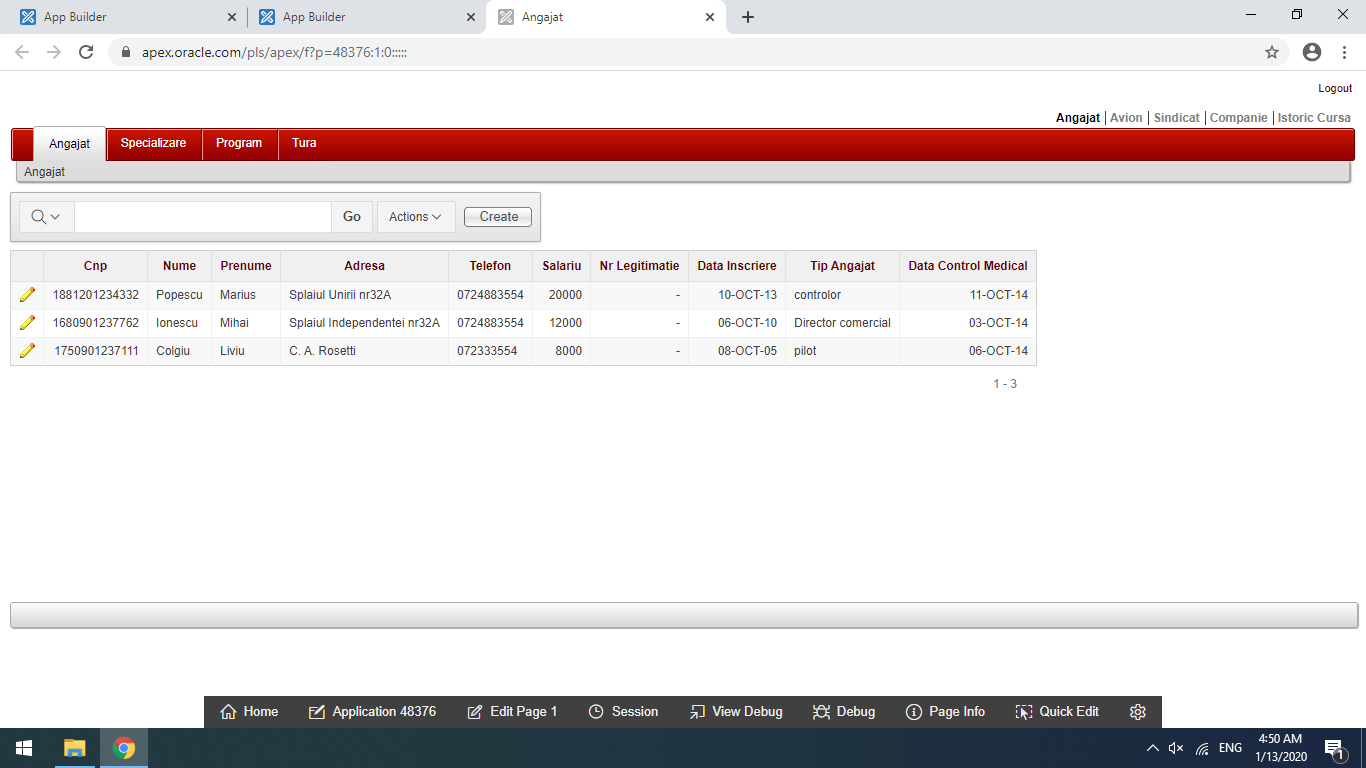 App Builder
App Builder
Angajat
apex.oracle.com/pls/apex/f?p=48376:1:0:::::
Logout
Angajat | Avion | Sindicat | Companie | Istoric Cursa
Angajat Specializare Program Tura
Angajat
Go Actions Create
Cnp Nume Prenume Adresa Telefon Salariu Nr Legitimatie Data Inscriere Tip Angajat Data Control Medical
1881201234332 Popescu Marius Splaiul Unirii nr32A 0724883554 20000 - 10-OCT-13 controlor 11-OCT-14
1680901237762 Ionescu Mihai Splaiul Independentei nr32A 0724883554 12000 - 06-OCT-10 Director comercial 03-OCT-14
1750901237111 Colgiu Liviu C. A. Rosetti 072333554 8000 - 08-OCT-05 pilot 06-OCT-14
1 - 3
Home Application 48376 Edit Page 1 Session View Debug Debug Page Info Quick Edit
ENG
4:50 AM
1/13/2020
1